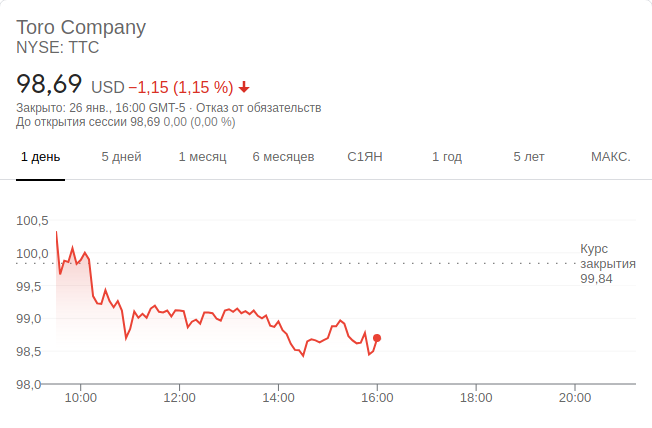 Toro Company
NYSE: TTC
98,69 USD −1,15 (1,15 %)
Закрыто: 26 янв., 16:00 GMT-5 · Отказ от обязательств
До открытия сессии 98,69 0,00 (0,00 %)
1 день 5 дней 1 месяц 6 месяцев С1ЯН 1 год 5 лет МАКС.
100,5
100,0
99,5
99,0
98,5
98,0
Курс
закрытия
99,84
10:00 12:00 14:00 16:00 18:00 20:00